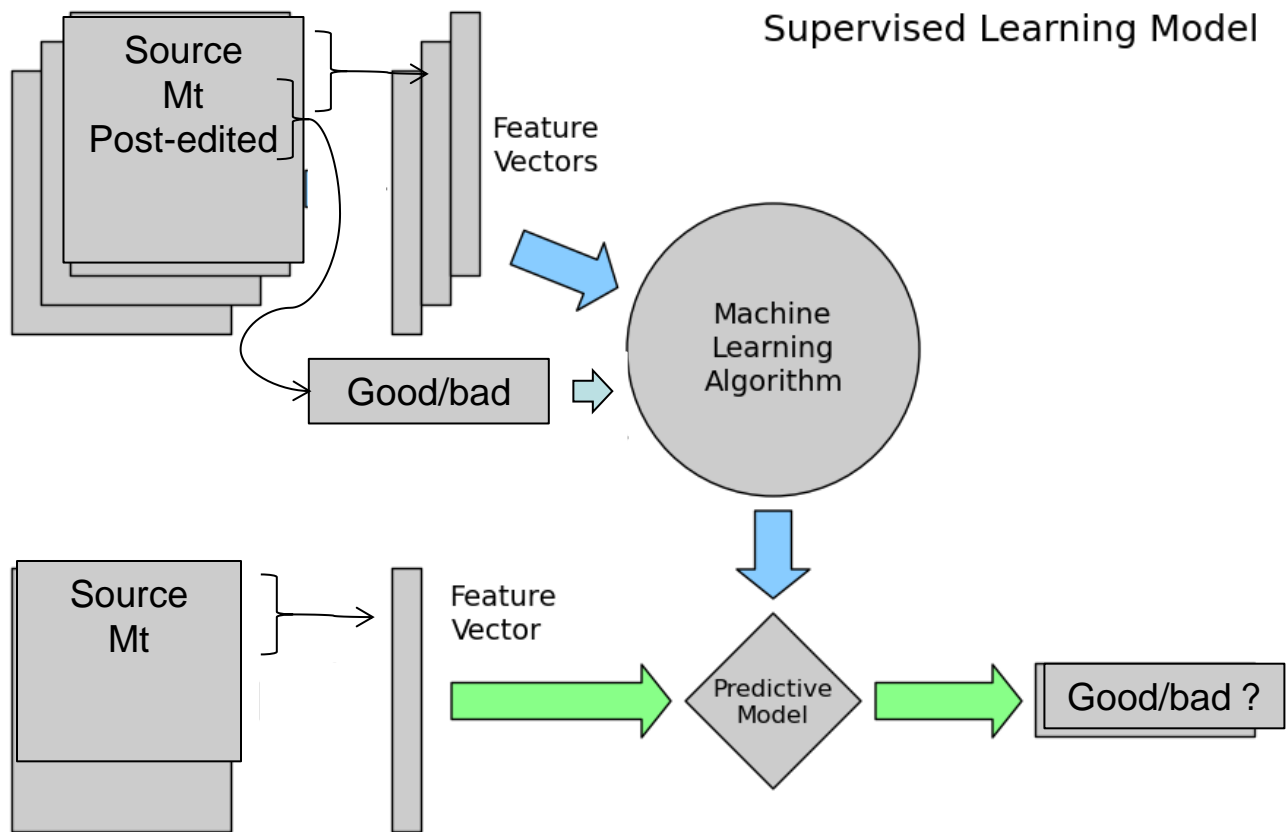 Supervised Learning Model
Source
Mt
Post-edited
Feature
Vectors
Machine
Learning
Algorithm
Good/bad
Source
Mt
Feature
Vector
Predictive
Model
Good/bad ?